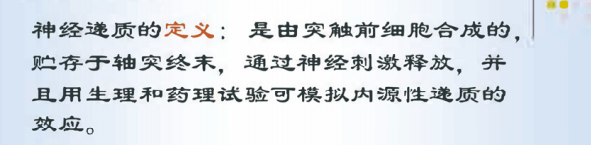 神经递质的定义： 是由突触前细胞合成的，
贮存于轴突终末，通过神经刺激释放，并
且用生理和药理试验可模拟内源性递质的
效应。